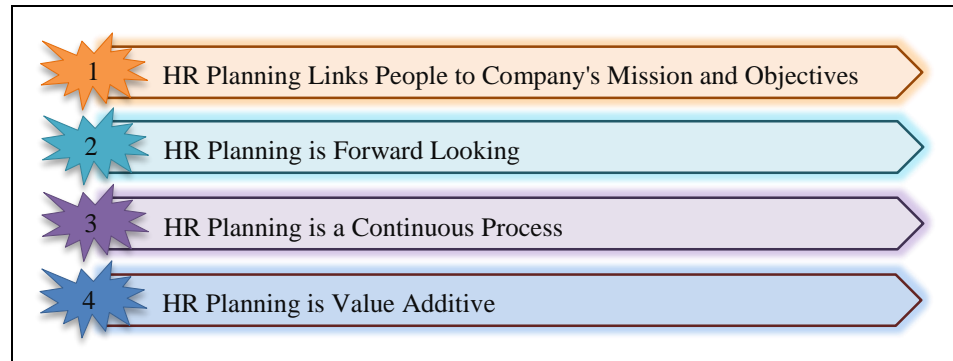 1 HR Planning Links People to Company's Mission and Objectives
2 HR Planning is Forward Looking
3 HR Planning is a Continuous Process
4 HR Planning is Value Additive